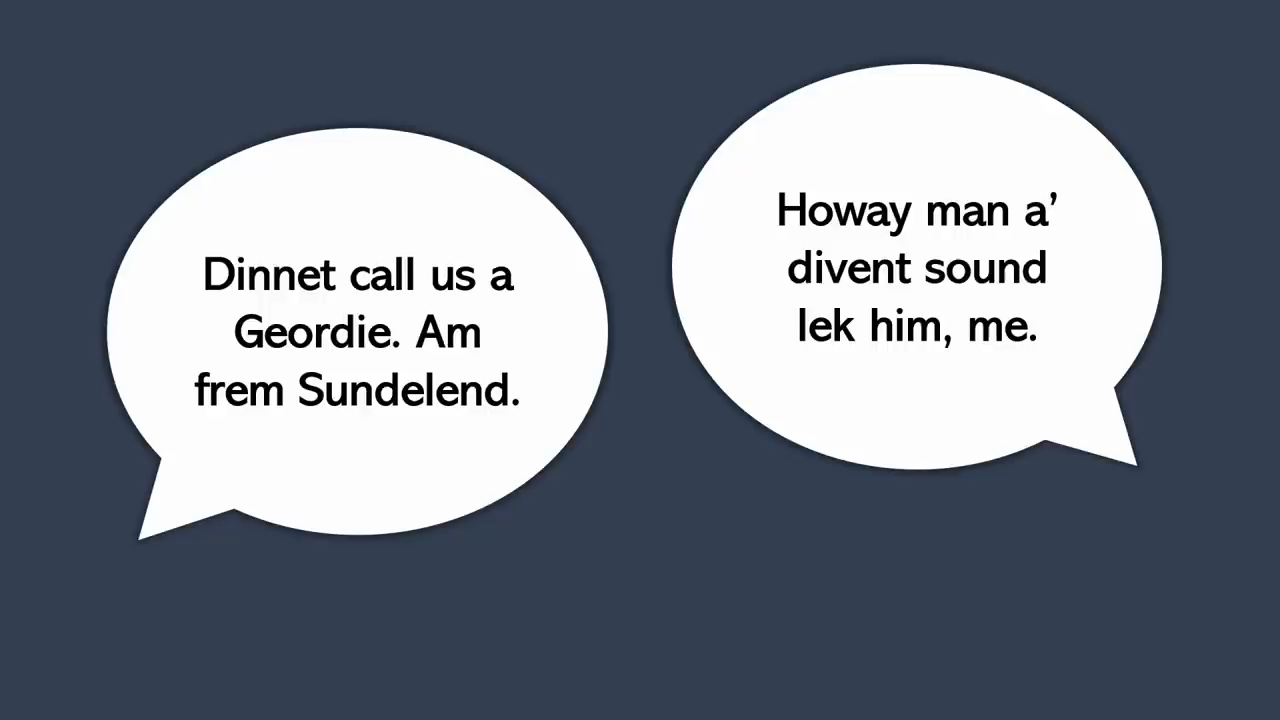 Dinnet call us a
Geordie. Am
frem Sundelend.
Howay man a’
divent sound
lek him, me.